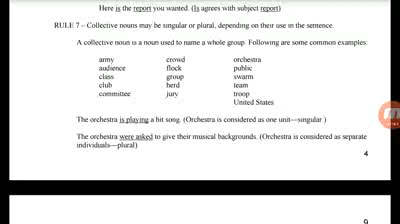 Here is the report you wanted. (Is agrees with subject report)
RULE 7 – Collective nouns may be singular or plural, depending on their use in the sentence.
A collective noun is a noun used to name a whole group. Following are some common examples:
army crowd orchestra
audience flock public
class group swarm
club herd team
committee jury troop
United States
The orchestra is playing a hit song. (Orchestra is considered as one unit—singular )
The orchestra were asked to give their musical backgrounds. (Orchestra is considered as separate
individuals—plural)
4
9